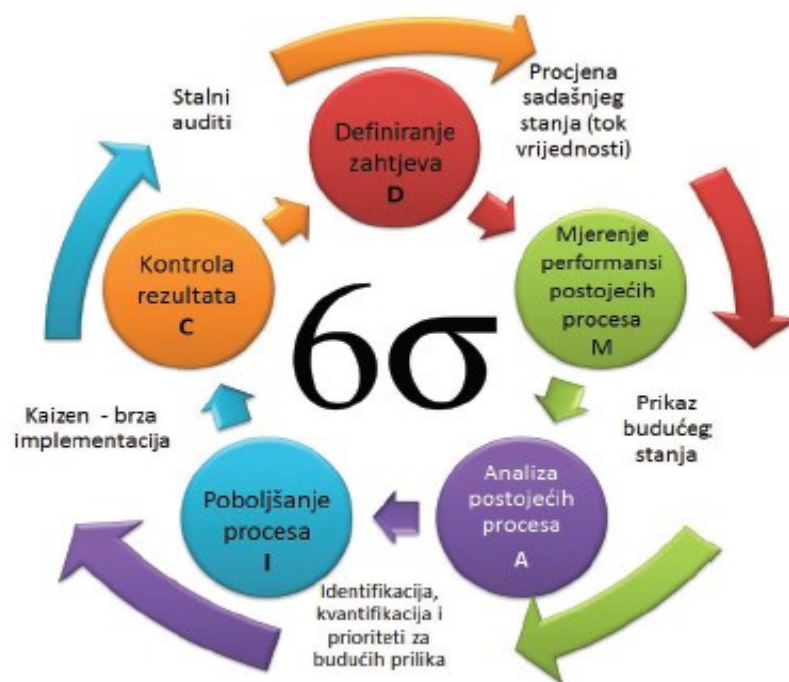 Stalni
auditi
Definiranje
zahtjeva
D
Procjena
sadašnjeg
stanja (tok
vrijednosti)
Kontrola
rezultata
C
6σ
Mjerenje
performansi
postojećih
procesa
M
Kaizen - brza
implementacija
Prikaz
budućeg
stanja
Poboljšanje
procesa
I
Analiza
postojećih
procesa
A
Identifikacija,
kvantifikacija i
prioriteti za
budućih prilika